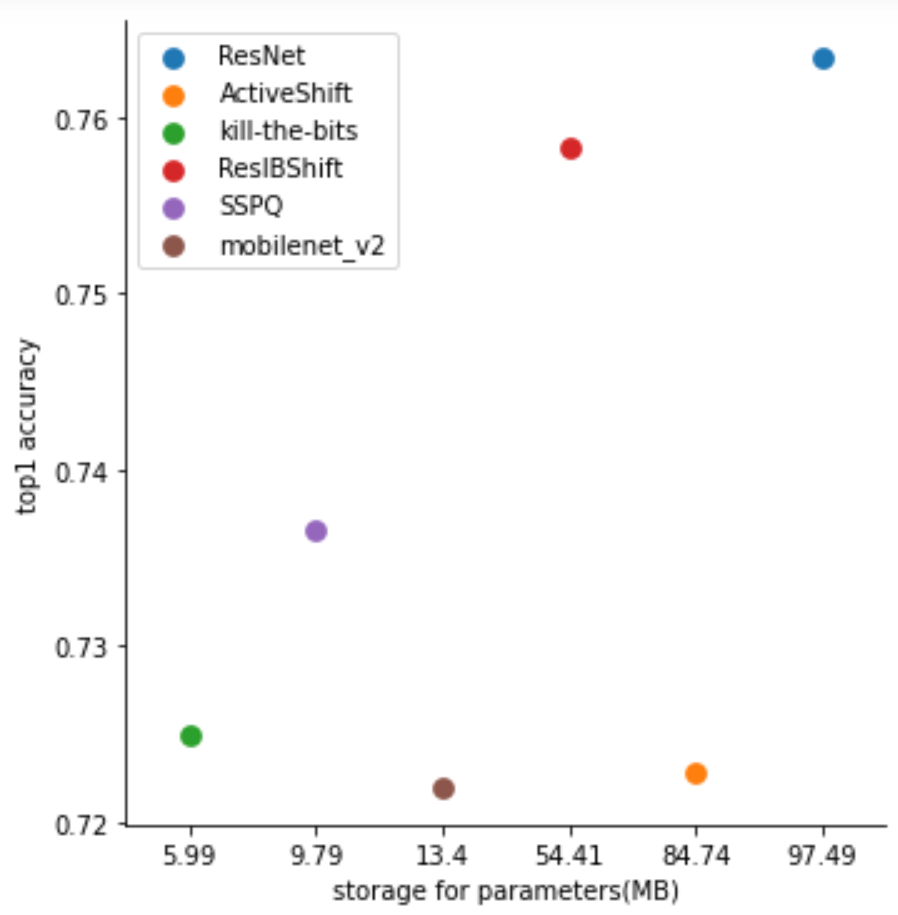 ResNet
ActiveShift
kill-the-bits
ResIBShift
SSPQ
mobilenet_v2
0.76
0.75
0.74
0.73
0.72
top1 accuracy
5.99 9.79 13.4 54.41 84.74 97.49
storage for parameters(MB)